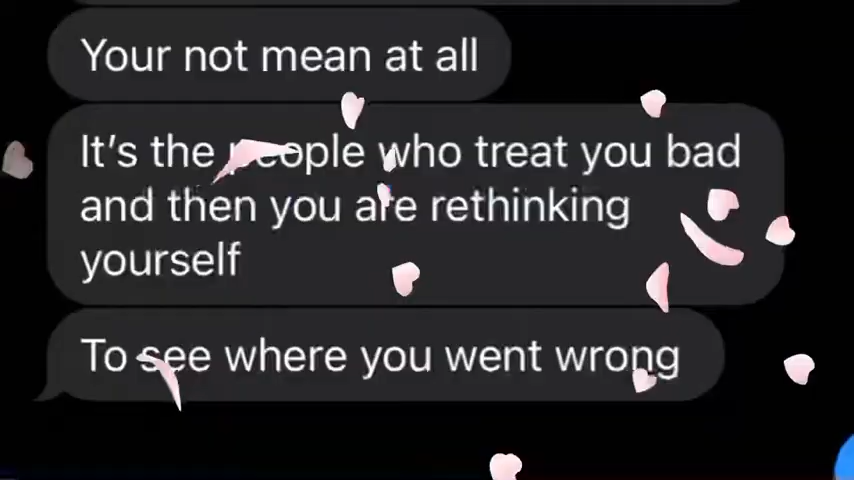 Your not mean at all
It’s the people who treat you bad
and then you are rethinking
yourself
To see where you went wrong